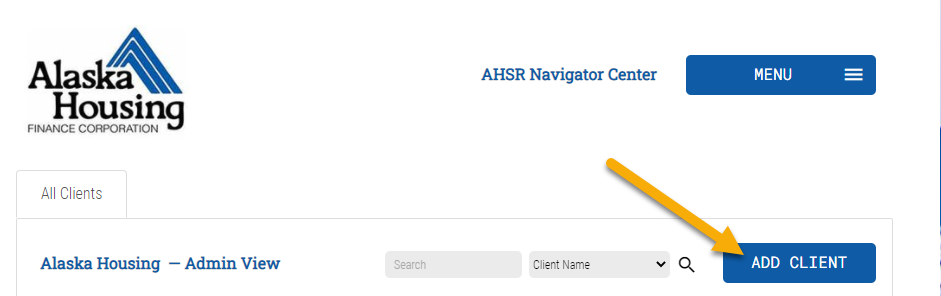 Alaska
Housing
FINANCE CORPORATION
AHSR Navigator Center
MENU
All Clients
Alaska Housing — Admin View
Search
Client Name
ADD CLIENT